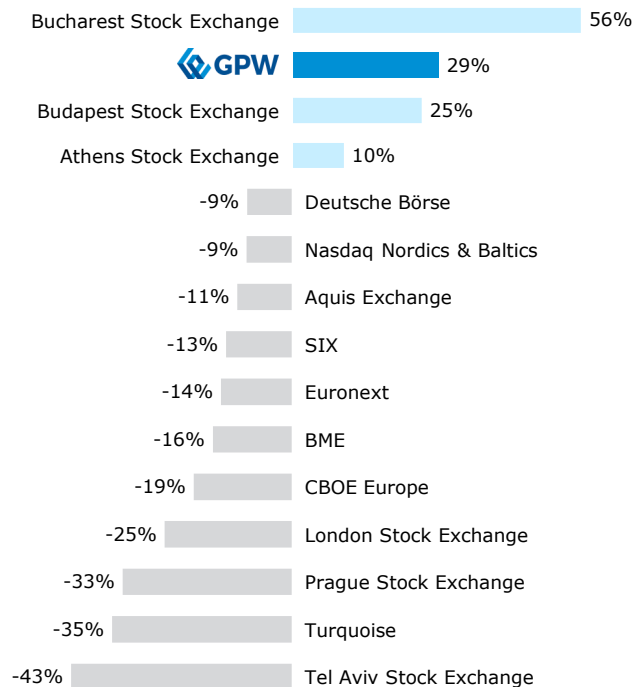 Bucharest Stock Exchange 56%
GPW 29%
Budapest Stock Exchange 25%
Athens Stock Exchange 10%
-9% Deutsche Börse
-9% Nasdaq Nordics & Baltics
-11% Aquis Exchange
-13% SIX
-14% Euronext
-16% BME
-19% CBOE Europe
-25% London Stock Exchange
-33% Prague Stock Exchange
-35% Turquoise
-43% Tel Aviv Stock Exchange